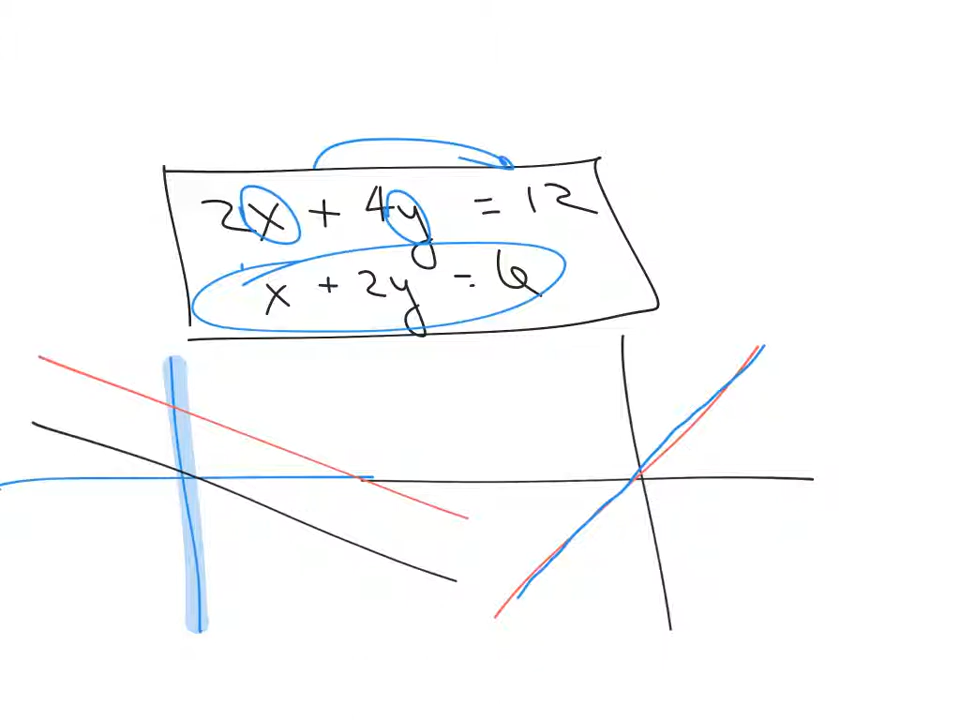 2x + 4y = 12
x + 2y = 6